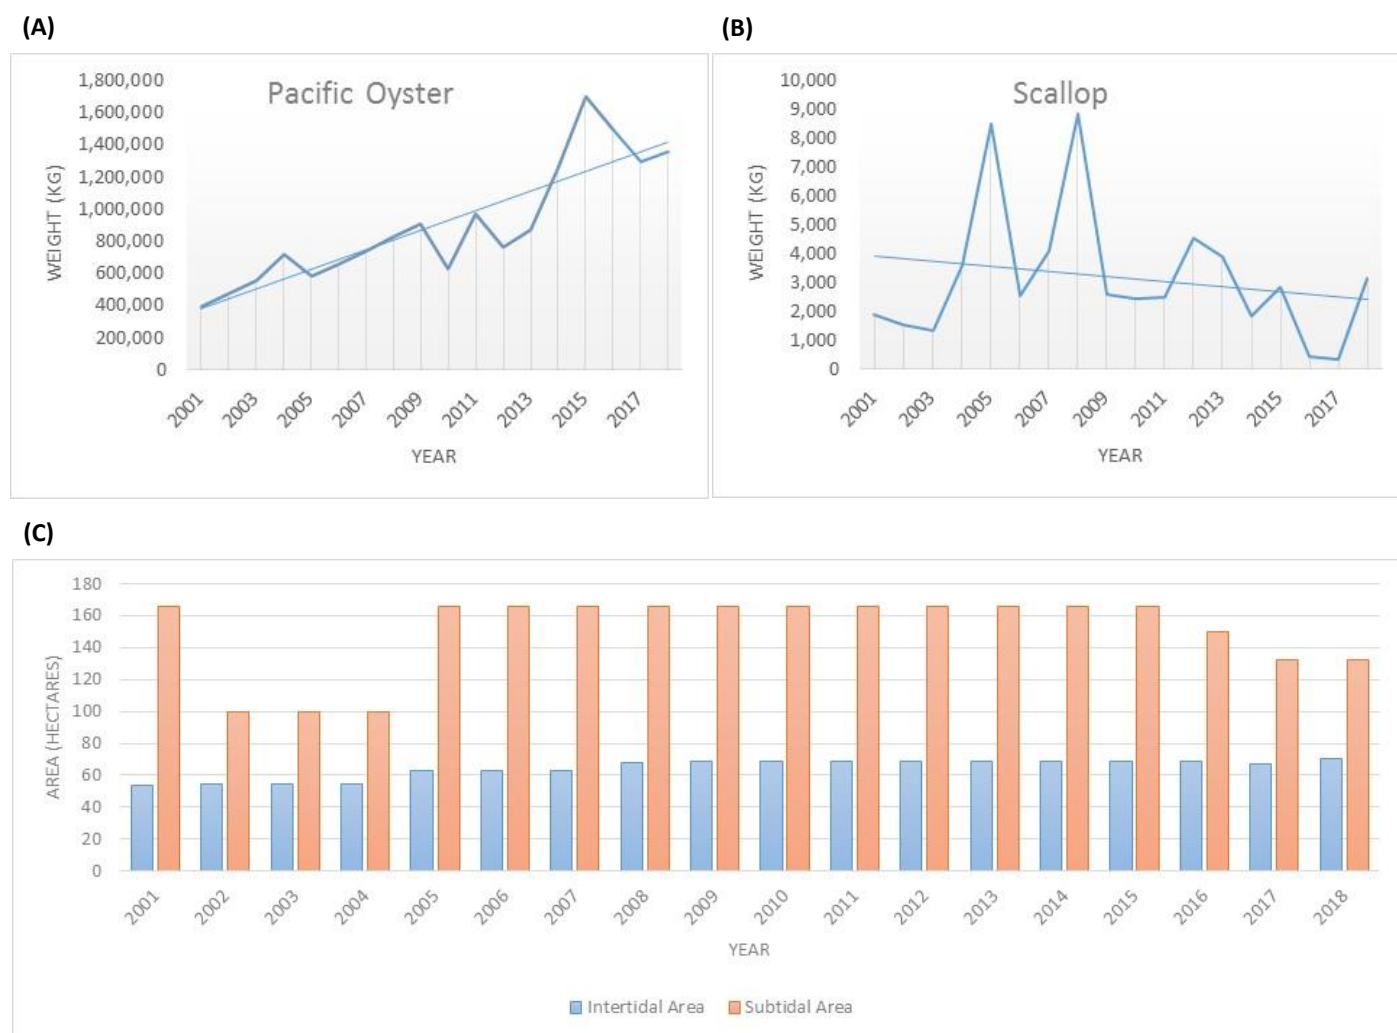 (A)
Pacific Oyster
WEIGHT (KG)
1,800,000
1,600,000
1,400,000
1,200,000
1,000,000
800,000
600,000
400,000
200,000
0
2001 2003 2005 2007 2009 2011 2013 2015 2017
YEAR
(B)
Scallop
WEIGHT (KG)
10,000
9,000
8,000
7,000
6,000
5,000
4,000
3,000
2,000
1,000
0
2001 2003 2005 2007 2009 2011 2013 2015 2017
YEAR
(C)
AREA (HECTARES)
180
160
140
120
100
80
60
40
20
0
2001 2002 2003 2004 2005 2006 2007 2008 2009 2010 2011 2012 2013 2014 2015 2016 2017 2018
YEAR
Intertidal Area Subtidal Area